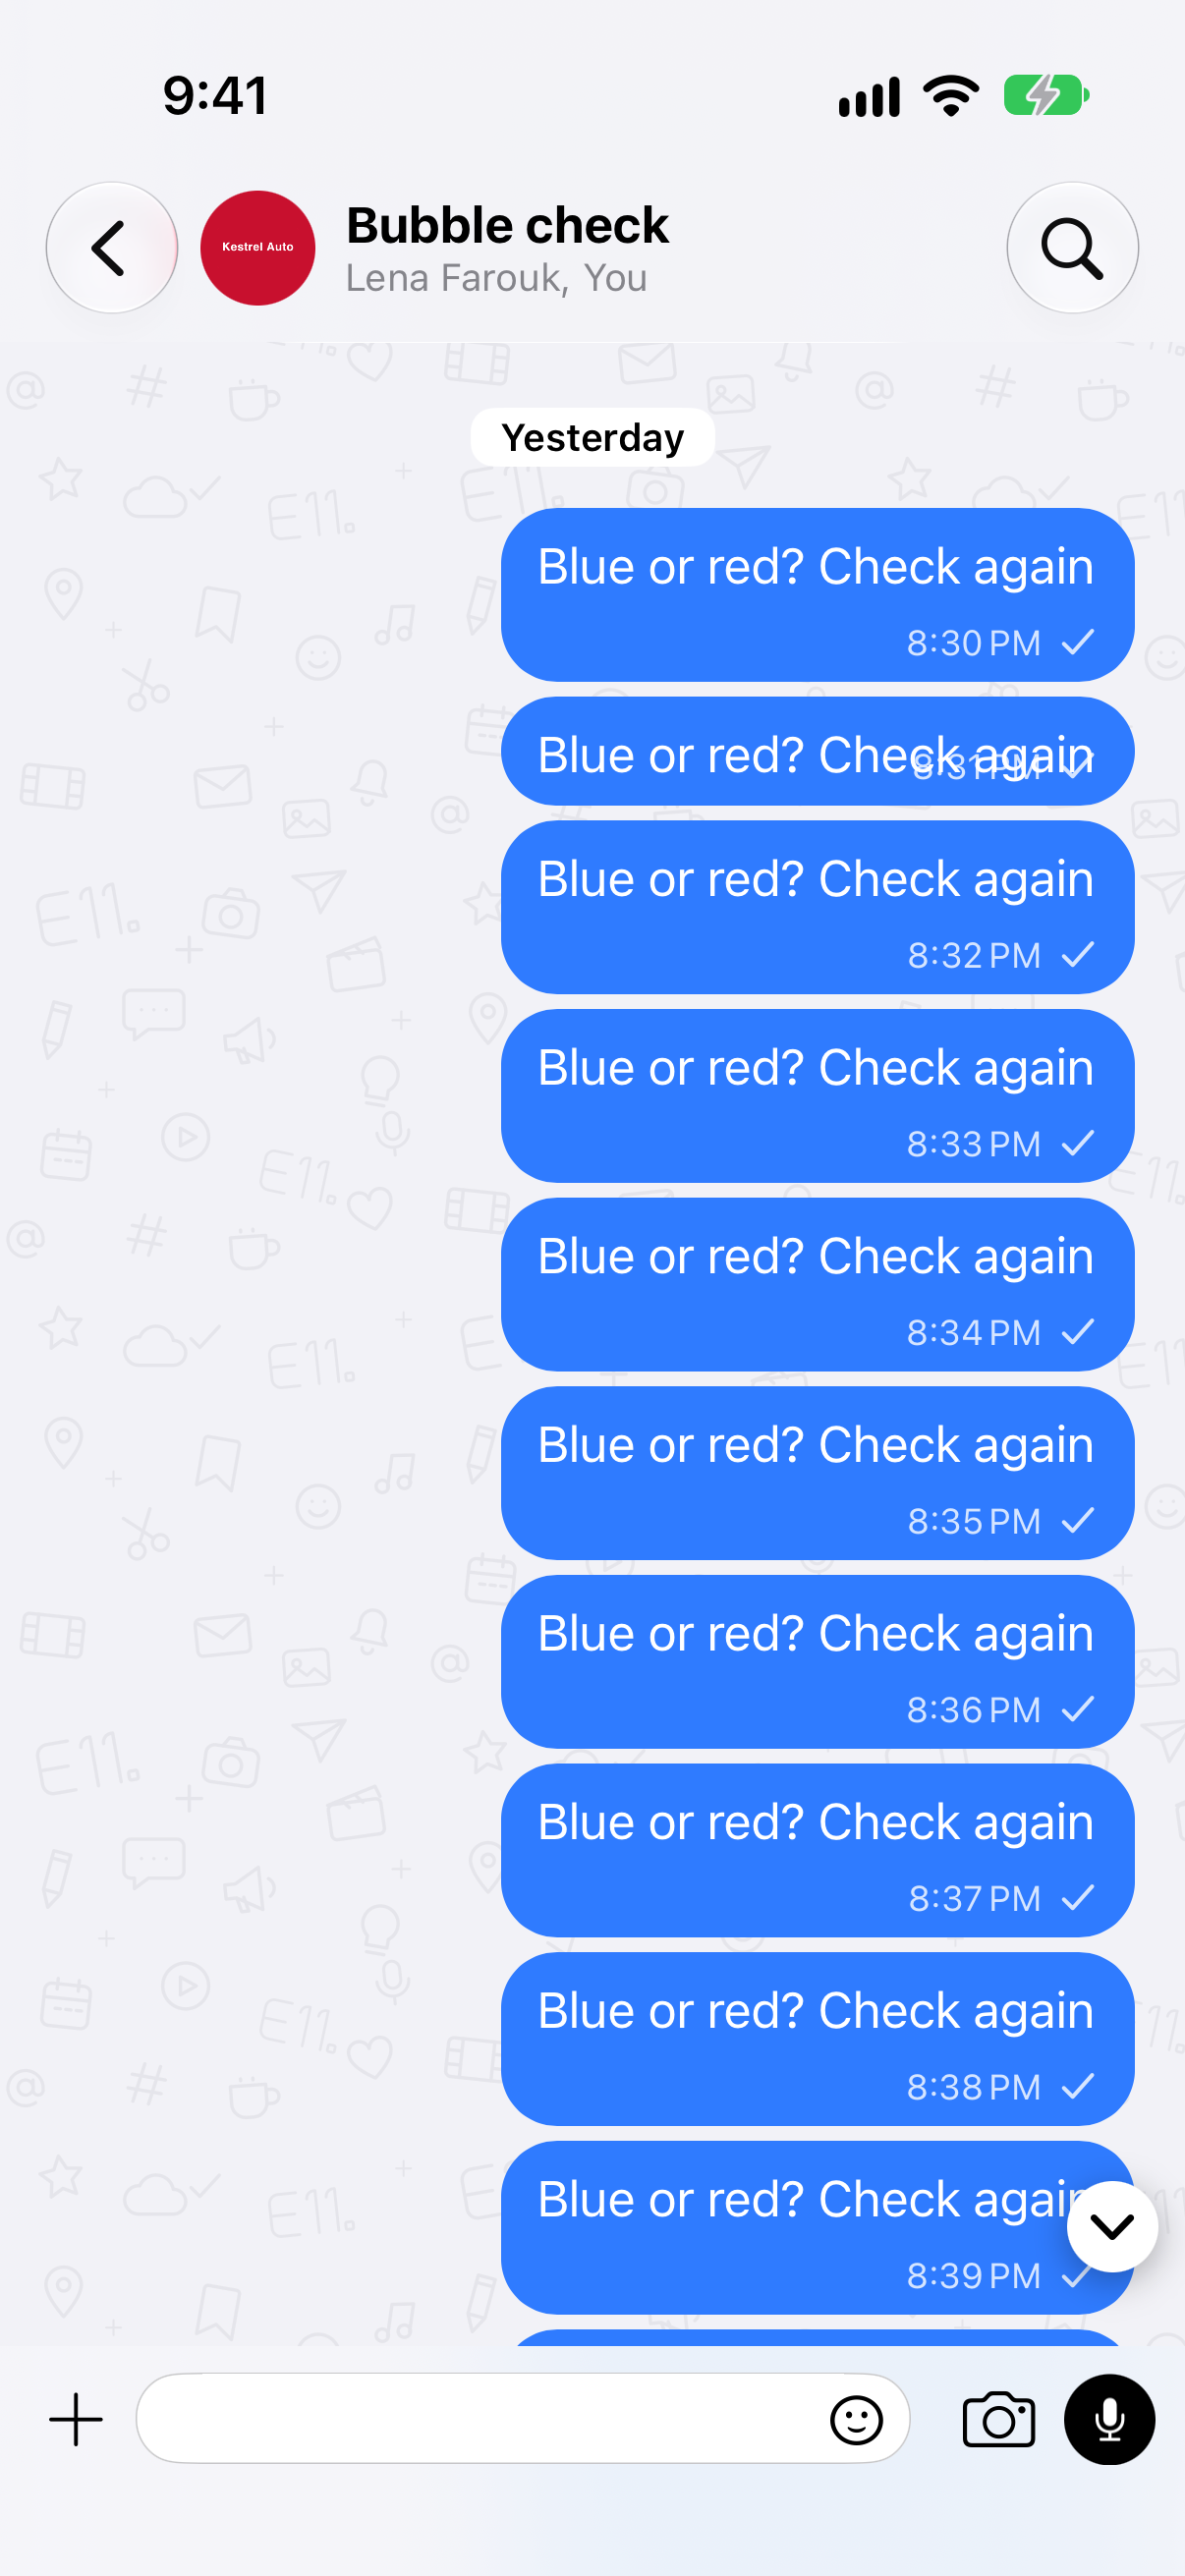 9:41
Kestrel Auto
Bubble check
Lena Farouk, You
Yesterday
Blue or red? Check again
8:30 PM
Blue or red? Check again
8:31 PM
Blue or red? Check again
8:32 PM
Blue or red? Check again
8:33 PM
Blue or red? Check again
8:34 PM
Blue or red? Check again
8:35 PM
Blue or red? Check again
8:36 PM
Blue or red? Check again
8:37 PM
Blue or red? Check again
8:38 PM
Blue or red? Check again
8:39 PM